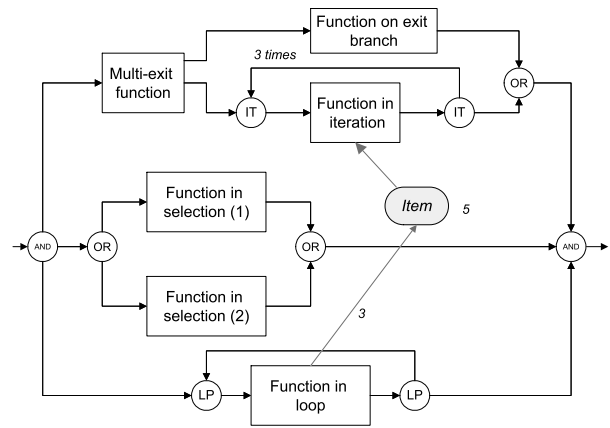 Function on exit
branch
3 times
Multi-exit
function
OR
IT
Function in
iteration
IT
Function in
selection (1)
Item
5
AND
OR
OR
AND
Function in
selection (2)
3
LP
Function in
loop
LP